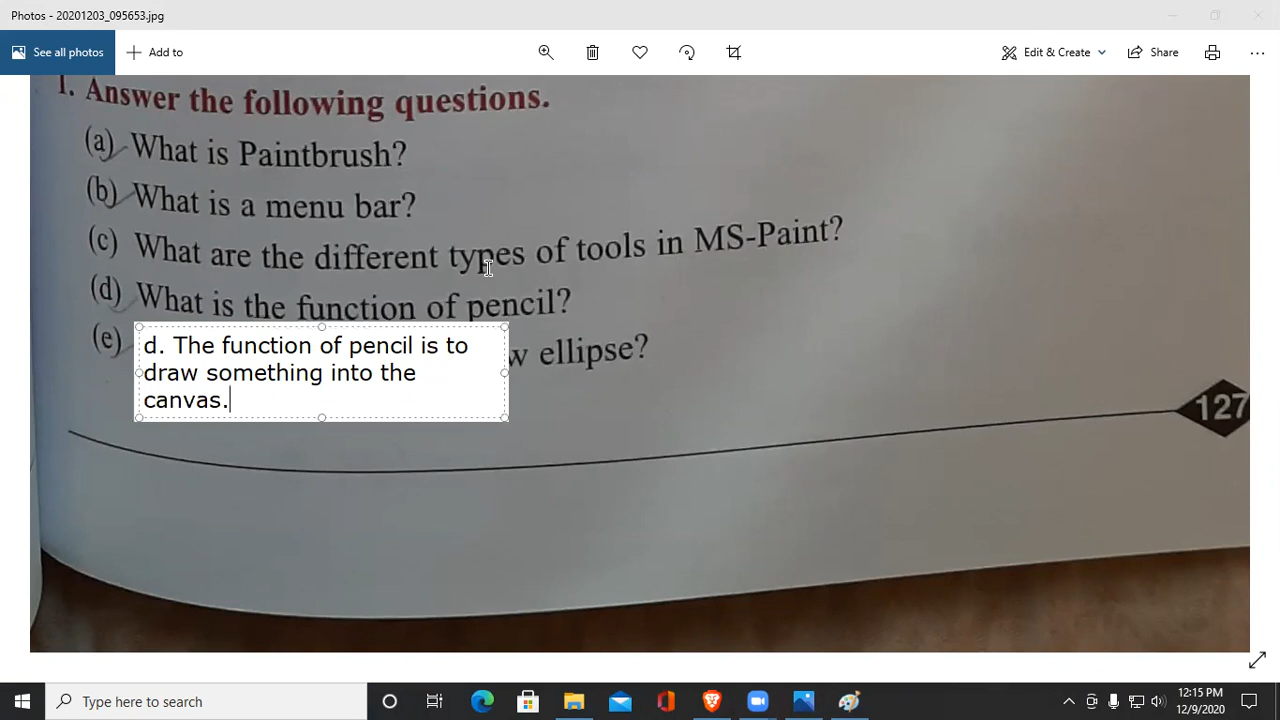 Photos - 20201203_095653.jpg
See all photos
Add to
Edit & Create
Share
1. Answer the following questions.
(a) What is Paintbrush?
(b) What is a menu bar?
(c) What are the different types of tools in MS-Paint?
(d) What is the function of pencil?
(e) ellipse?
d. The function of pencil is to
draw something into the
canvas.
127
Type here to search
12:15 PM
12/9/2020